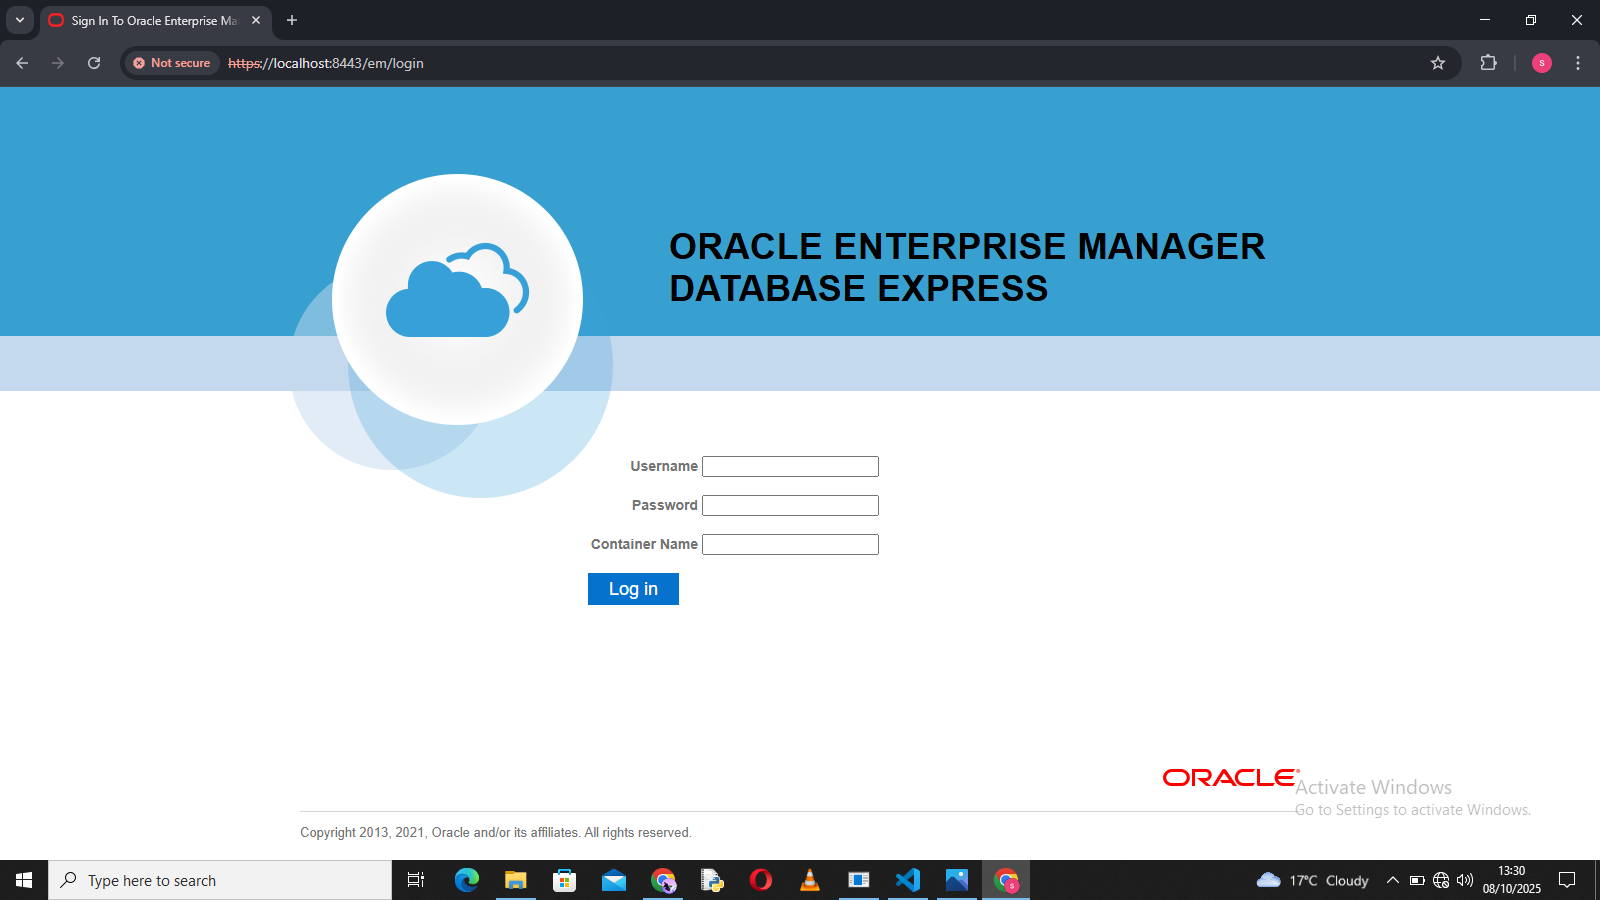 Sign In To Oracle Enterprise Ma
Not secure
https://localhost:8443/em/login
S
ORACLE ENTERPRISE MANAGER
DATABASE EXPRESS
Username
Password
Container Name
Log in
ORACLE
Activate Windows
Go to Settings to activate Windows.
Copyright 2013, 2021, Oracle and/or its affiliates. All rights reserved.
Type here to search
S
17°C Cloudy
13:30
08/10/2025